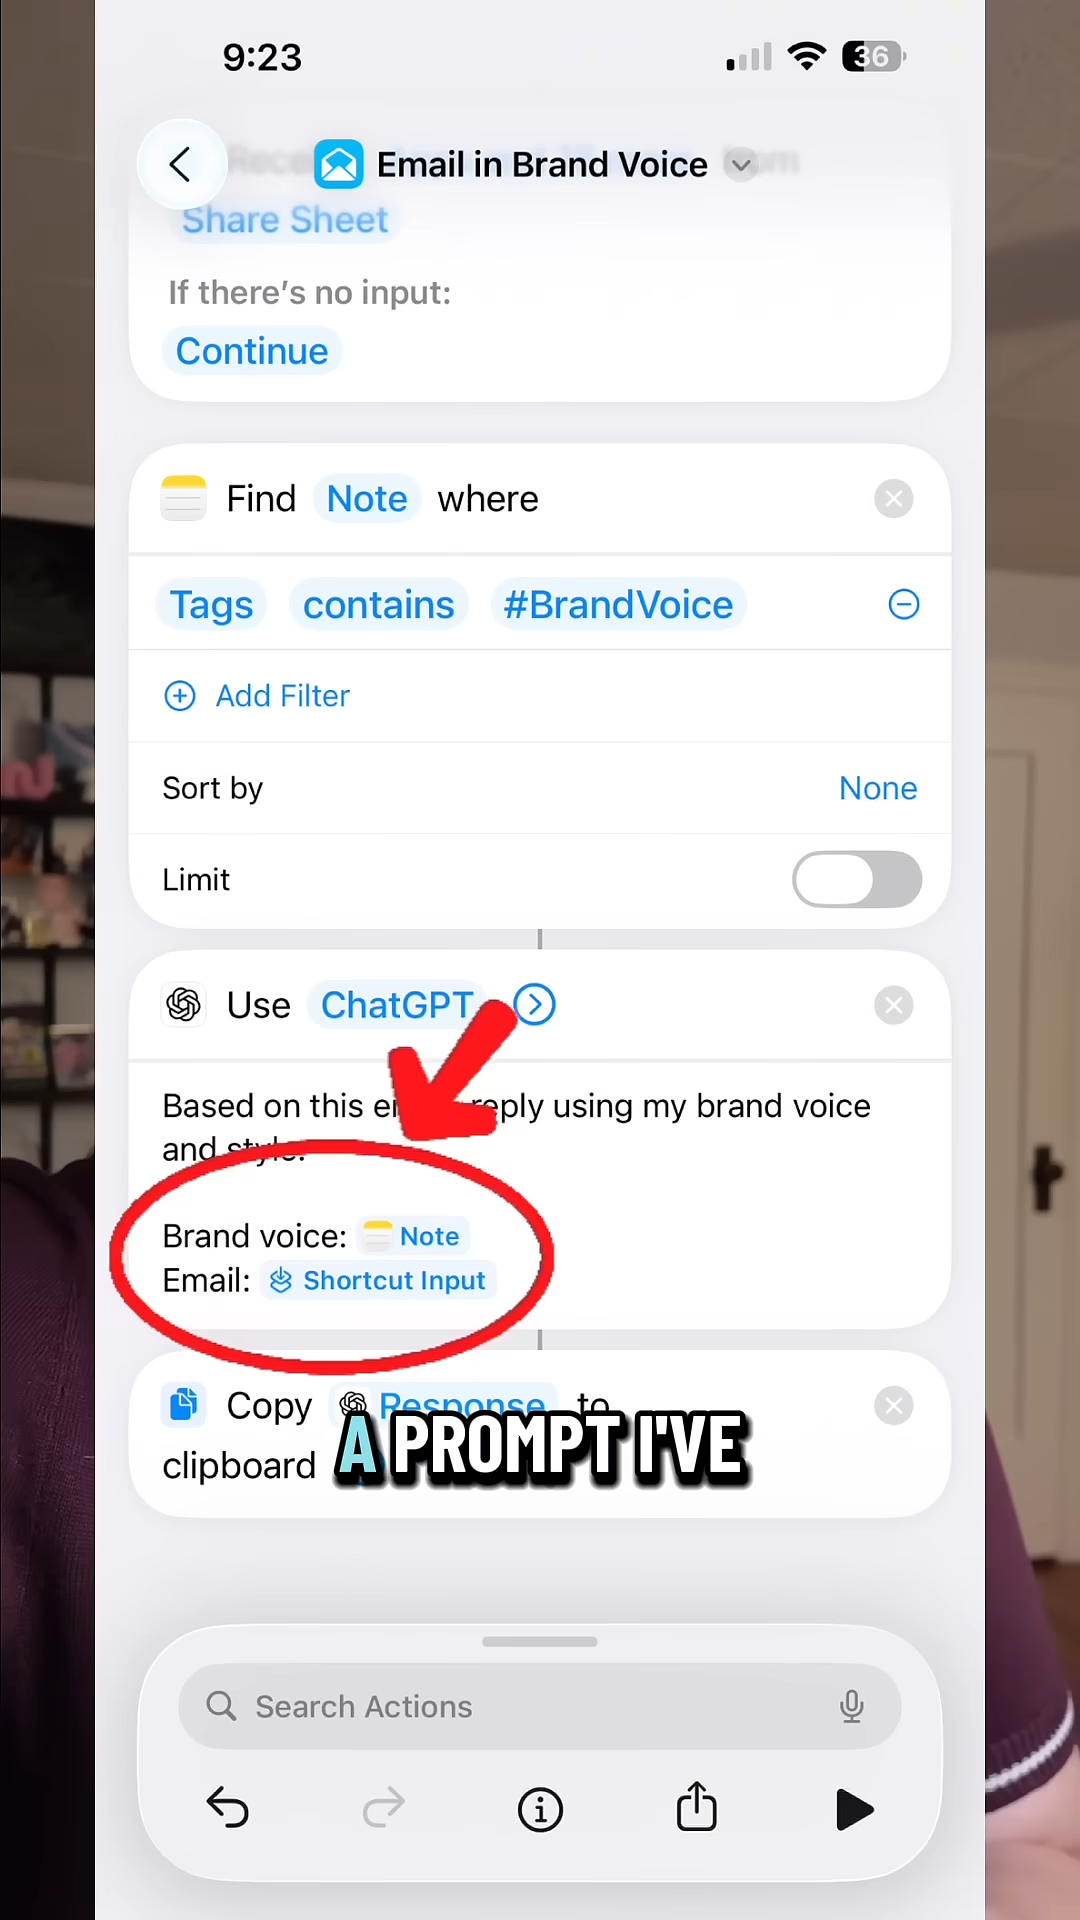 9:23
36
Email in Brand Voice
Share Sheet
If there's no input:
Continue
Find Note where
Tags contains #BrandVoice
Add Filter
Sort by None
Limit
Use ChatGPT
Based on this reply using my brand voice
and style.
Brand voice: Note
Email: Shortcut Input
Copy Response to
clipboard
A PROMPT I'VE
Search Actions